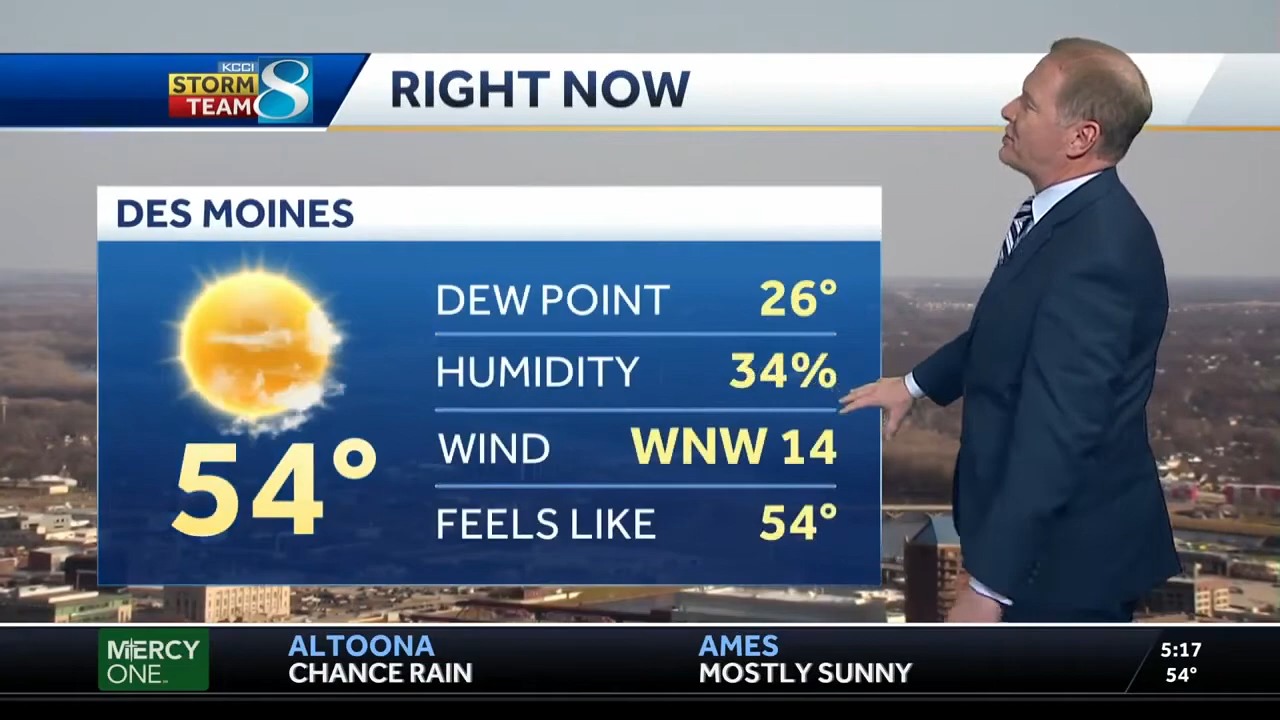 KCCI
STORM
TEAM
8
RIGHT NOW
DES MOINES
54°
DEW POINT 26°
HUMIDITY 34%
WIND WNW 14
FEELS LIKE 54°
MERCY
ONE
ALTOONA
CHANCE RAIN
AMES
MOSTLY SUNNY
5:17
54°